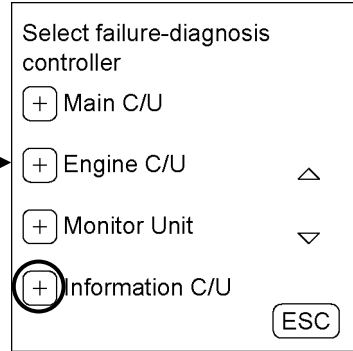 Select failure-diagnosis
controller
+ Main C/U
+ Engine C/U
+ Monitor Unit
+ Information C/U
ESC